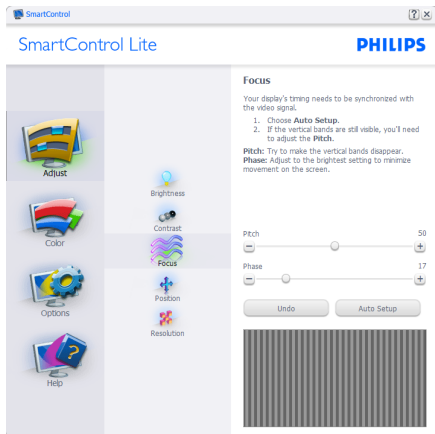 SmartControl
SmartControl Lite
PHILIPS
Adjust
Color
Options
Help
Brightness
Contrast
Focus
Position
Resolution
Focus
Your display's timing needs to be synchronized with
the video signal.
1. Choose Auto Setup.
2. If the vertical bands are still visible, you'll need
to adjust the Pitch.
Pitch: Try to make the vertical bands disappear.
Phase: Adjust to the brightest setting to minimize
movement on the screen.
Pitch 50
Phase 17
Undo Auto Setup